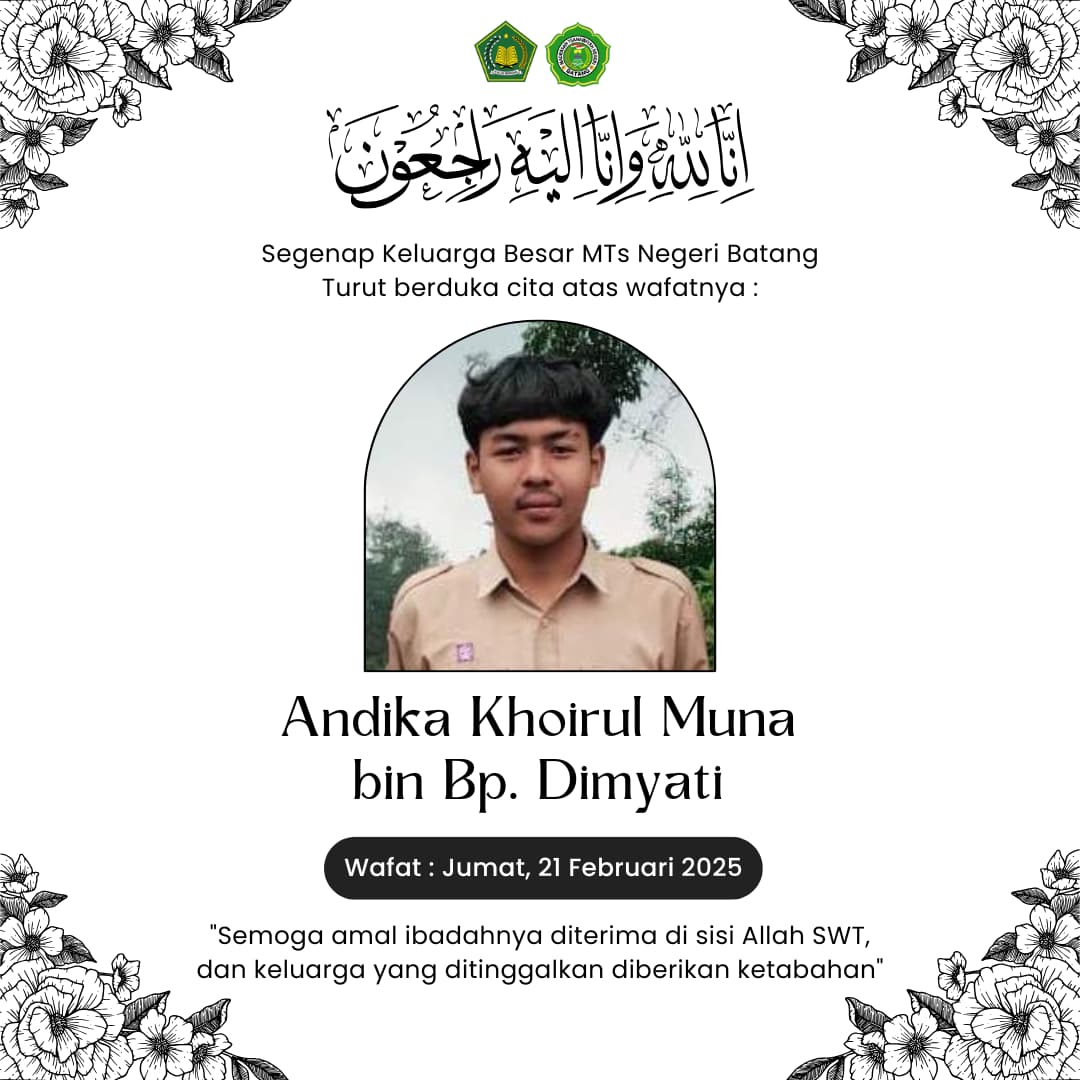 اِنَّا لِلّٰهِ وَاِنَّا اِلَيْهِ رَاجِعُوْنَ
Segenap Keluarga Besar MTs Negeri Batang
Turut berduka cita atas wafatnya :
Andika Khoirul Muna
bin Bp. Dimyati
Wafat : Jumat, 21 Februari 2025
"Semoga amal ibadahnya diterima di sisi Allah SWT,
dan keluarga yang ditinggalkan diberikan ketabahan"